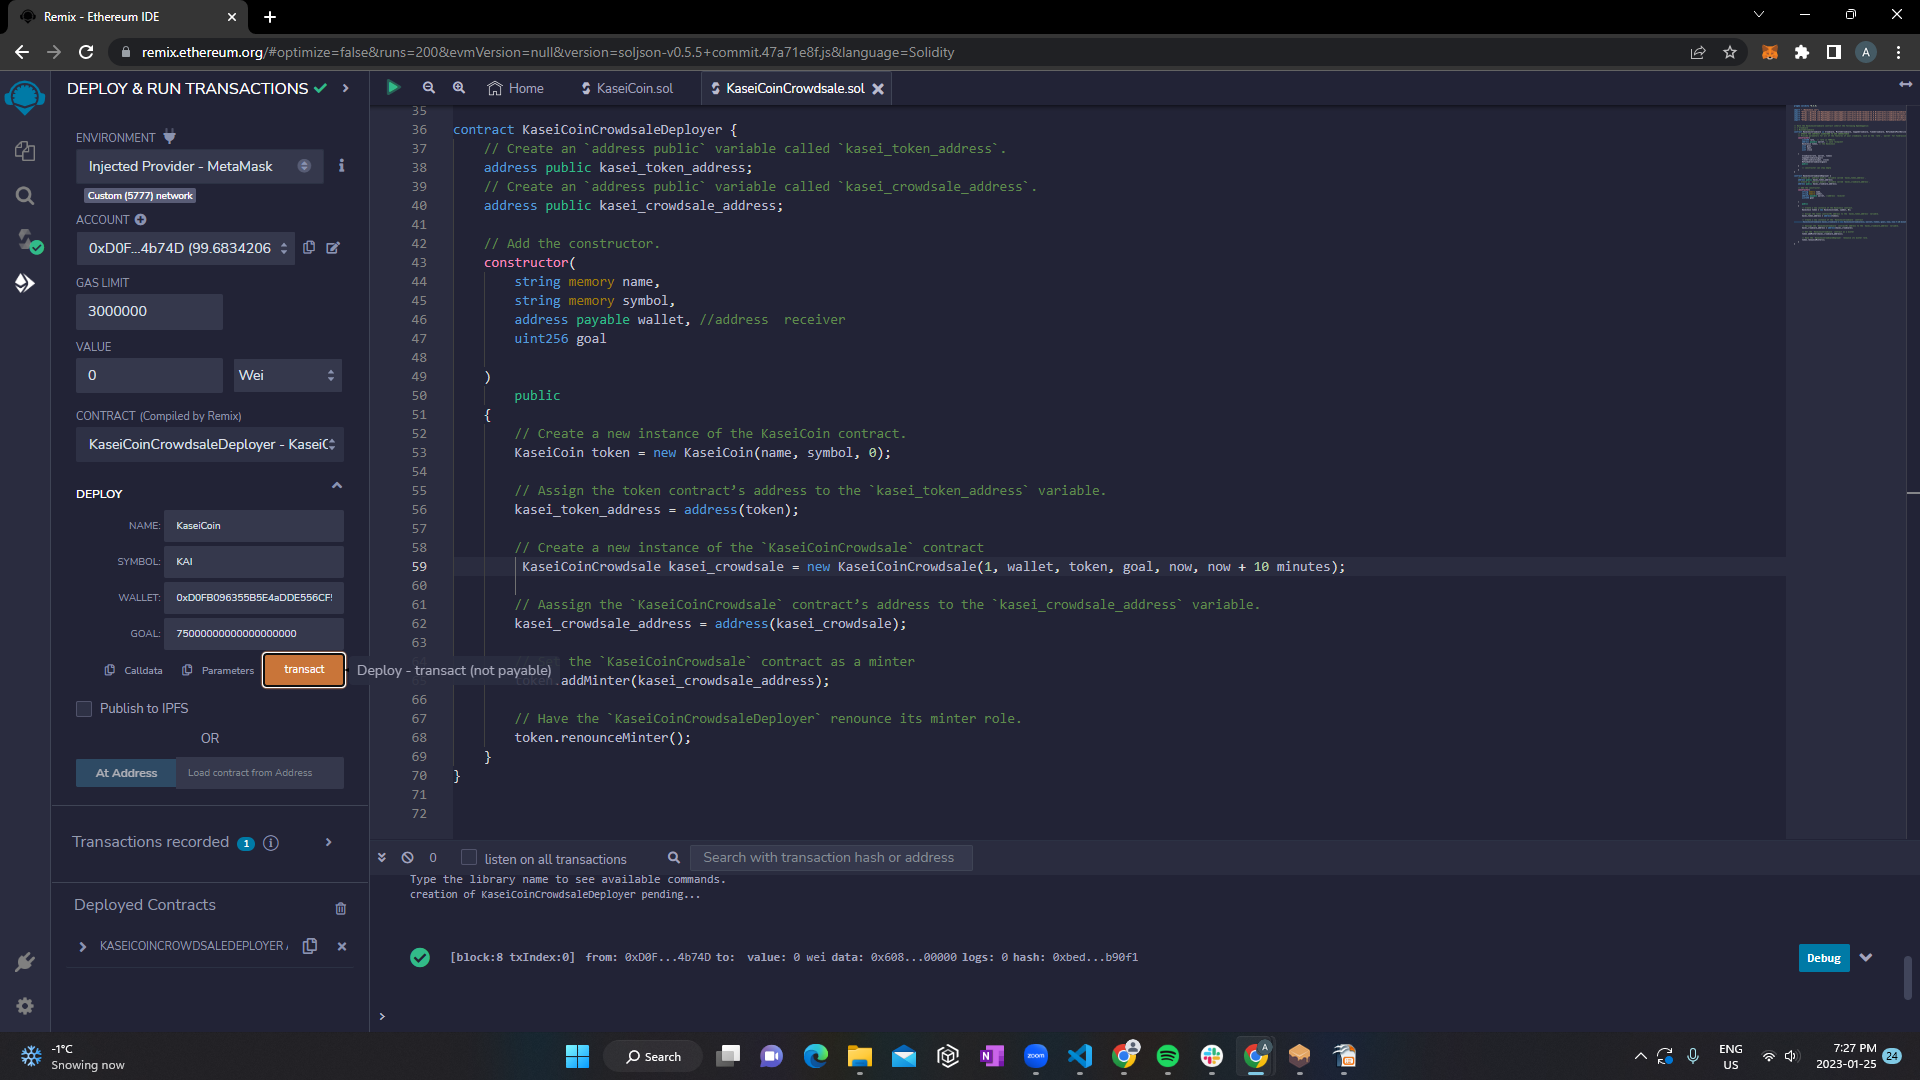 Remix - Ethereum IDE
remix.ethereum.org/#optimize=false&runs=200&evmVersion=null&version=soljson-v0.5.5+commit.47a71e8f.js&language=Solidity
A
DEPLOY & RUN TRANSACTIONS
ENVIRONMENT
Injected Provider - MetaMask
Custom (5777) network
ACCOUNT
0xD0F...4b74D (99.6834206
GAS LIMIT
3000000
VALUE
0
Wei
CONTRACT (Compiled by Remix)
KaseiCoinCrowdsaleDeployer - KaseiC
DEPLOY
NAME: KaseiCoin
SYMBOL: KAI
WALLET: 0xD0FB096355B5E4aDDE556CF
GOAL: 75000000000000000000
Calldata
Parameters
transact
Deploy - transact (not payable)
Publish to IPFS
OR
At Address
Load contract from Address
Transactions recorded 1 i
Deployed Contracts
KASEICOINCROWDSALEDEPLOYER
Home
KaseiCoin.sol
KaseiCoinCrowdsale.sol
35
36 contract KaseiCoinCrowdsaleDeployer {
37 // Create an `address public` variable called `kasei_token_address`.
38 address public kasei_token_address;
39 // Create an `address public` variable called `kasei_crowdsale_address`.
40 address public kasei_crowdsale_address;
41
42 // Add the constructor.
43 constructor(
44 string memory name,
45 string memory symbol,
46 address payable wallet, //address  receiver
47 uint256 goal
48
49 )
50 public
51 {
52 // Create a new instance of the KaseiCoin contract.
53 KaseiCoin token = new KaseiCoin(name, symbol, 0);
54
55 // Assign the token contract’s address to the `kasei_token_address` variable.
56 kasei_token_address = address(token);
57
58 // Create a new instance of the `KaseiCoinCrowdsale` contract
59 KaseiCoinCrowdsale kasei_crowdsale = new KaseiCoinCrowdsale(1, wallet, token, goal, now, now + 10 minutes);
60
61 // Aassign the `KaseiCoinCrowdsale` contract’s address to the `kasei_crowdsale_address` variable.
62 kasei_crowdsale_address = address(kasei_crowdsale);
63
the `KaseiCoinCrowdsale` contract as a minter
addMinter(kasei_crowdsale_address);
66
67 // Have the `KaseiCoinCrowdsaleDeployer` renounce its minter role.
68 token.renounceMinter();
69 }
70 }
71
72
0
listen on all transactions
Search with transaction hash or address
Type the library name to see available commands.
creation of KaseiCoinCrowdsaleDeployer pending...
[block:8 txIndex:0] from: 0xD0F...4b74D to: value: 0 wei data: 0x608...00000 logs: 0 hash: 0xbed...b90f1
Debug
>
-1°C
Snowing now
Search
zoom
ENG
US
7:27 PM
2023-01-25
24